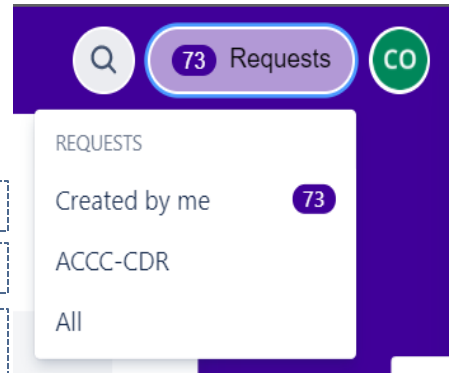 73 Requests CO
REQUESTS
Created by me 73
ACCC-CDR
All